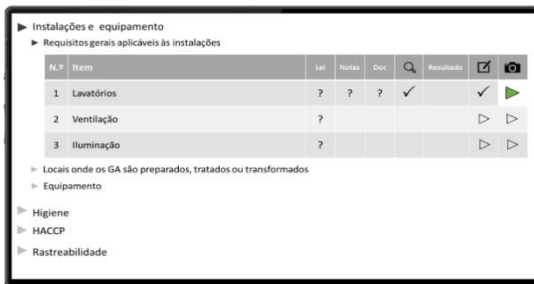 Instalações e equipamento
Requisitos gerais aplicáveis às instalações
N.º Item Lei Notas Doc Resultado
1 Lavatórios ? ? ?
2 Ventilação ?
3 Iluminação ?
Locais onde os GA são preparados, tratados ou transformados
Equipamento
Higiene
HACCP
Rastreabilidade